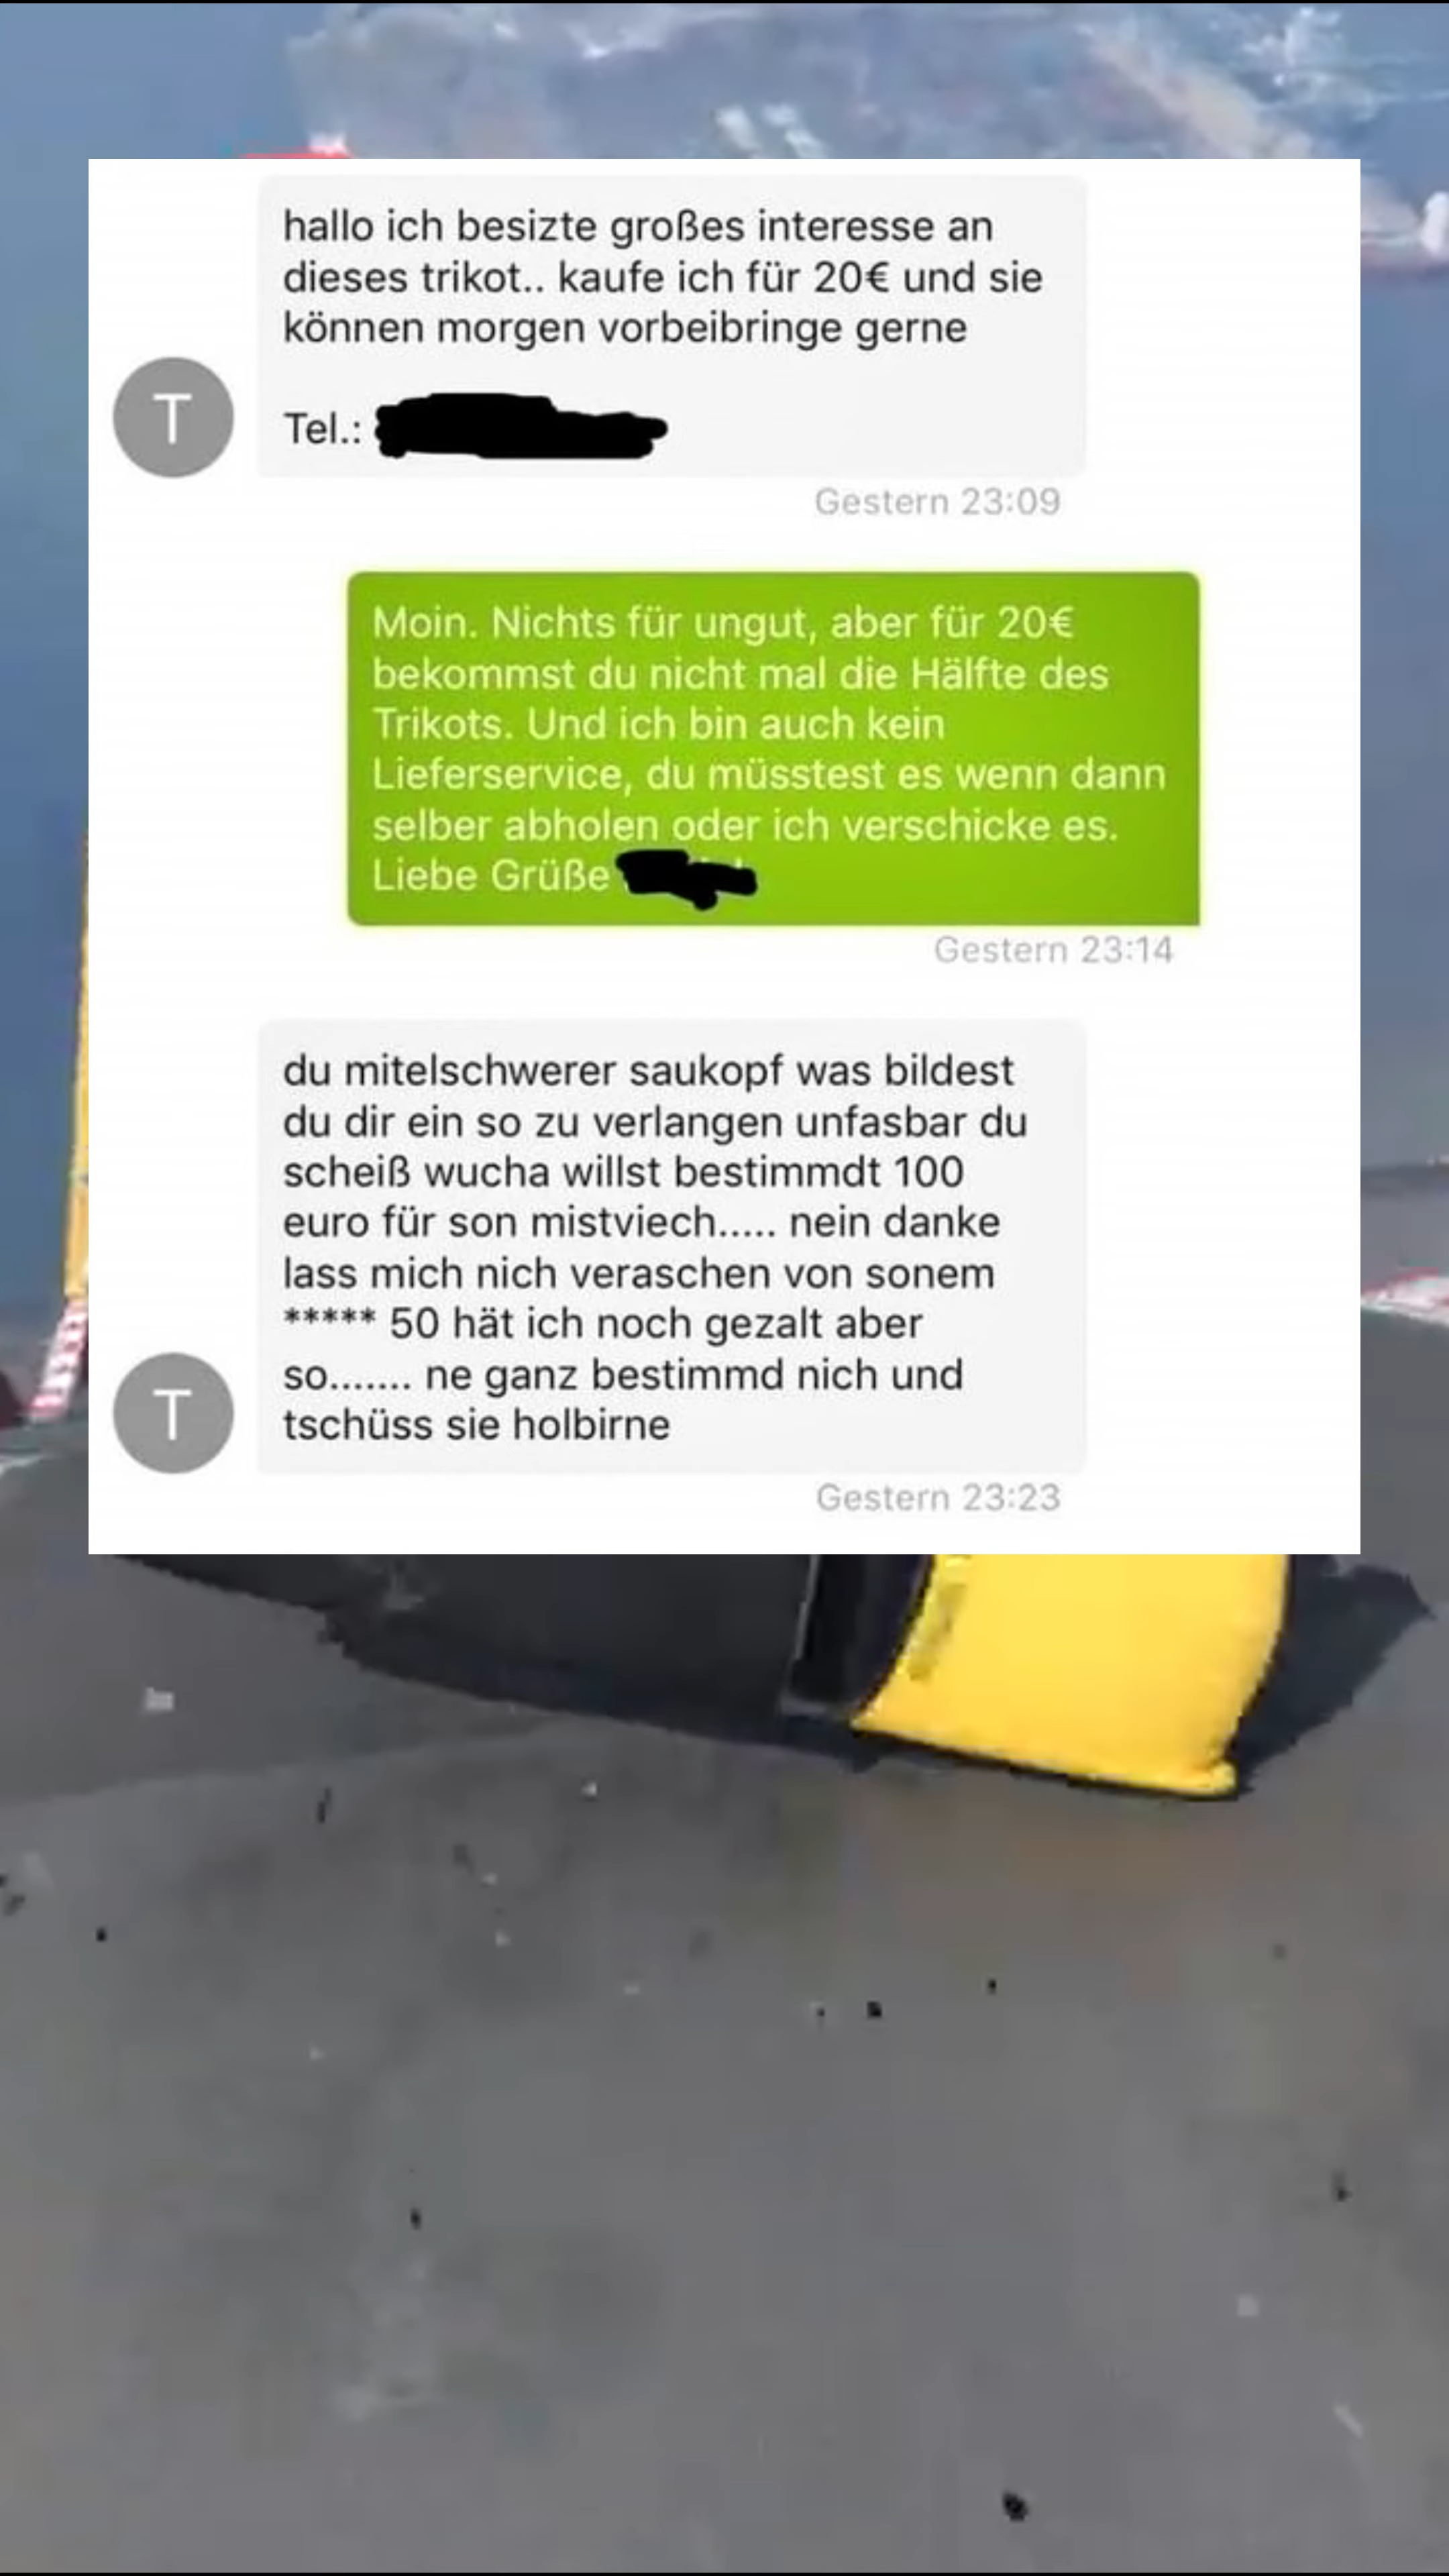 hallo ich besizte großes interesse an
dieses trikot.. kaufe ich für 20€ und sie
können morgen vorbeibringe gerne
T
Tel.:
Gestern 23:09
Moin. Nichts für ungut, aber für 20€
bekommst du nicht mal die Hälfte des
Trikots. Und ich bin auch kein
Lieferservice, du müsstest es wenn dann
selber abholen oder ich verschicke es.
Liebe Grüße
Gestern 23:14
du mitelschwerer saukopf was bildest
du dir ein so zu verlangen unfasbar du
scheiß wucha willst bestimmdt 100
euro für son mistviech..... nein danke
lass mich nich veraschen von sonem
***** 50 hät ich noch gezalt aber
so....... ne ganz bestimmd nich und
T
tschüss sie holbirne
Gestern 23:23